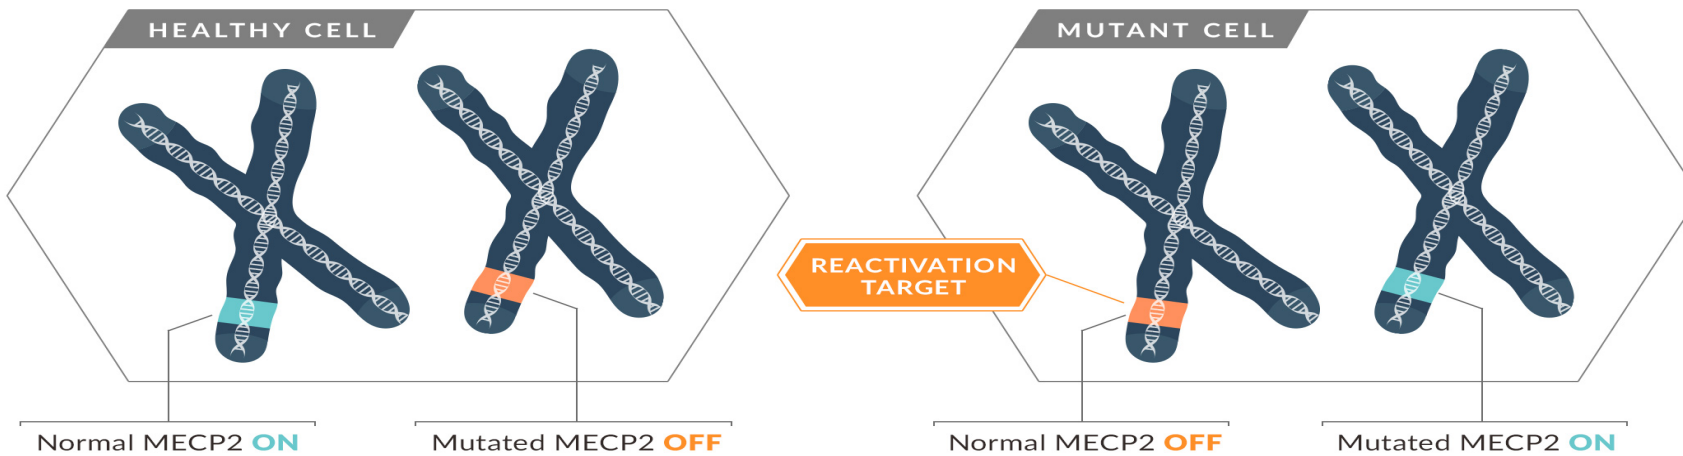 HEALTHY CELL
Normal MECP2 ON
Mutated MECP2 OFF
MUTANT CELL
REACTIVATION
TARGET
Normal MECP2 OFF
Mutated MECP2 ON